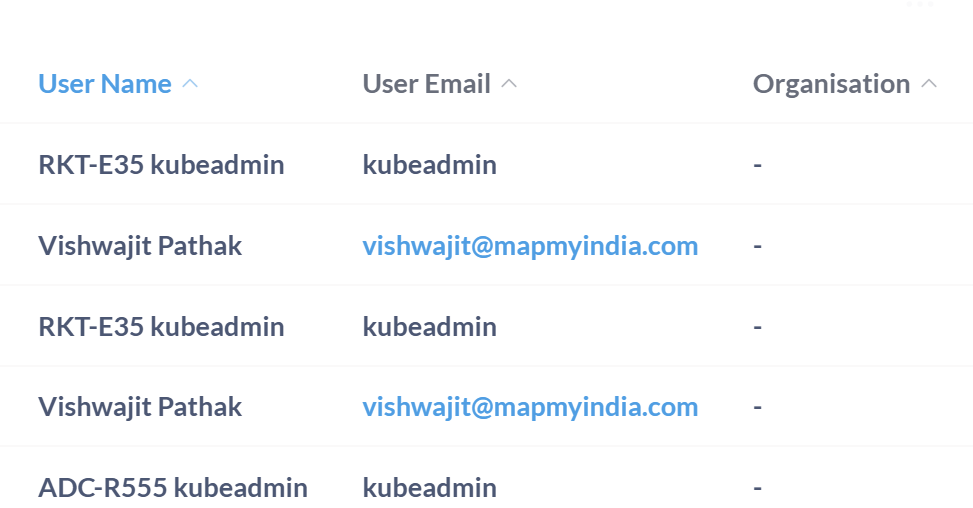 User Name User Email Organisation
RKT-E35 kubeadmin kubeadmin -
Vishwajit Pathak vishwajit@mapmyindia.com -
RKT-E35 kubeadmin kubeadmin -
Vishwajit Pathak vishwajit@mapmyindia.com -
ADC-R555 kubeadmin kubeadmin -